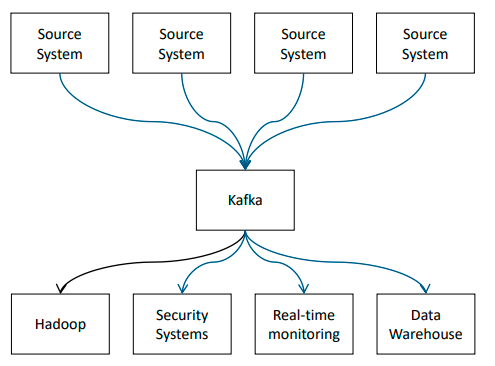 Source
System
Source
System
Source
System
Source
System
Kafka
Hadoop
Security
Systems
Real-time
monitoring
Data
Warehouse